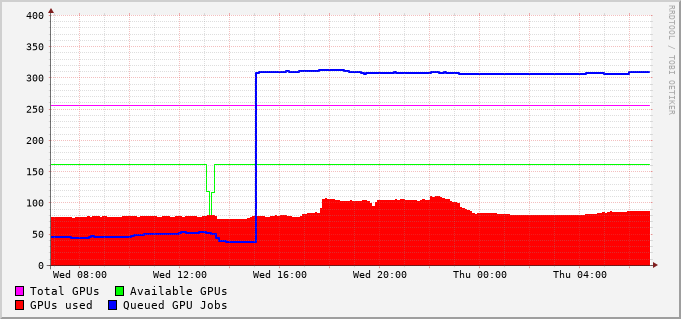 400
350
300
250
200
150
100
50
0
Wed 08:00 Wed 12:00 Wed 16:00 Wed 20:00 Thu 00:00 Thu 04:00
Total GPUs Available GPUs
GPUs used Queued GPU Jobs
RRDTOOL / TOBI OETIKER